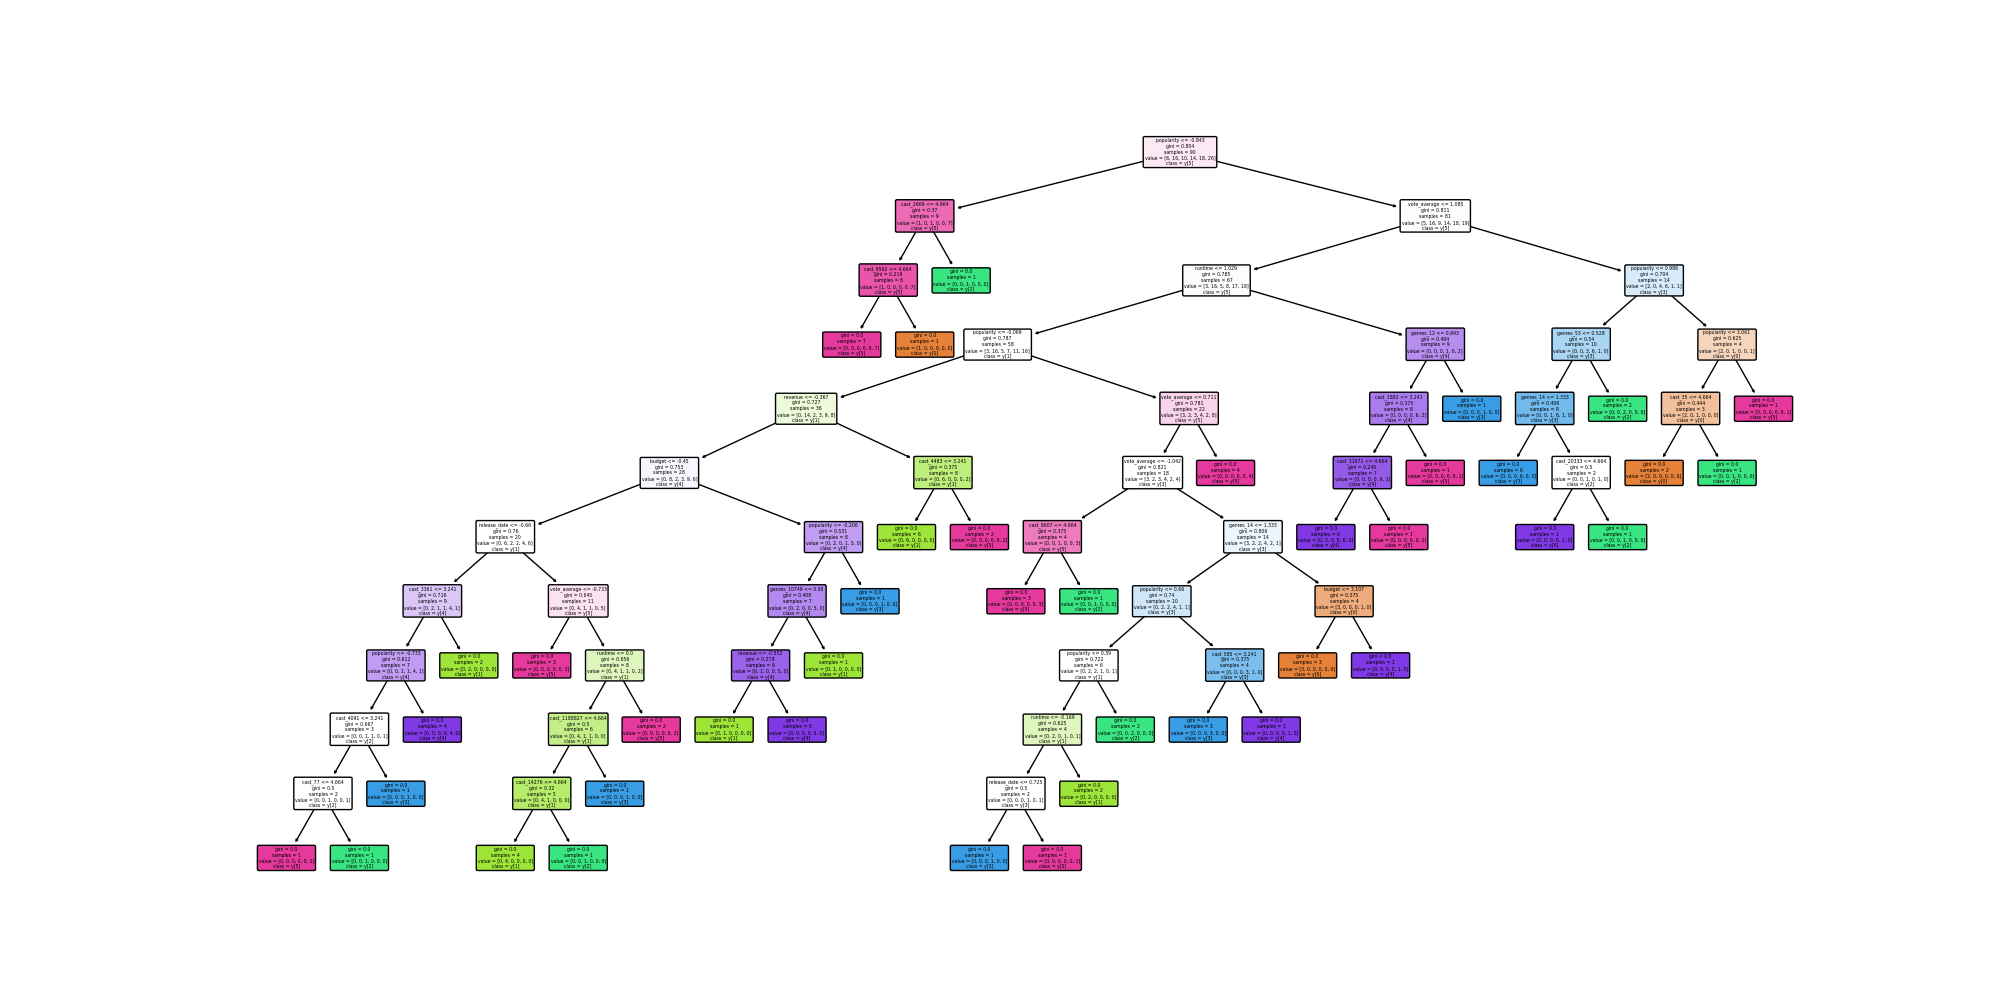 popularity <= -0.843
gini = 0.804
samples = 90
value = [6, 16, 10, 14, 18, 26]
class = y[5]
cast_2669 <= 4.664
gini = 0.37
samples = 9
value = [1, 0, 1, 0, 0, 7]
class = y[5]
vote_average <= 1.085
gini = 0.811
samples = 81
value = [5, 16, 9, 14, 18, 19]
class = y[5]
cast_9562 <= 4.664
gini = 0.219
samples = 8
value = [1, 0, 0, 0, 0, 7]
class = y[5]
gini = 0.0
samples = 1
value = [0, 0, 1, 0, 0, 0]
class = y[2]
runtime <= 1.029
gini = 0.785
samples = 67
value = [3, 16, 5, 8, 17, 18]
class = y[5]
popularity <= 0.986
gini = 0.704
samples = 14
value = [2, 0, 4, 6, 1, 1]
class = y[3]
gini = 0.0
samples = 7
value = [0, 0, 0, 0, 0, 7]
class = y[5]
gini = 0.0
samples = 1
value = [1, 0, 0, 0, 0, 0]
class = y[0]
popularity <= -0.069
gini = 0.787
samples = 58
value = [3, 16, 5, 7, 11, 16]
class = y[1]
genres_12 <= 0.843
gini = 0.494
samples = 9
value = [0, 0, 0, 1, 6, 2]
class = y[4]
genres_53 <= 0.528
gini = 0.54
samples = 10
value = [0, 0, 3, 6, 1, 0]
class = y[3]
popularity <= 3.061
gini = 0.625
samples = 4
value = [2, 0, 1, 0, 0, 1]
class = y[0]
revenue <= -0.367
gini = 0.727
samples = 36
value = [0, 14, 2, 3, 9, 8]
class = y[1]
vote_average <= 0.711
gini = 0.781
samples = 22
value = [3, 2, 3, 4, 2, 8]
class = y[5]
cast_1892 <= 3.241
gini = 0.375
samples = 8
value = [0, 0, 0, 0, 6, 2]
class = y[4]
gini = 0.0
samples = 1
value = [0, 0, 0, 1, 0, 0]
class = y[3]
genres_14 <= 1.333
gini = 0.406
samples = 8
value = [0, 0, 1, 6, 1, 0]
class = y[3]
gini = 0.0
samples = 2
value = [0, 0, 2, 0, 0, 0]
class = y[2]
cast_35 <= 4.664
gini = 0.444
samples = 3
value = [2, 0, 1, 0, 0, 0]
class = y[0]
gini = 0.0
samples = 1
value = [0, 0, 0, 0, 0, 1]
class = y[5]
budget <= -0.45
gini = 0.753
samples = 28
value = [0, 8, 2, 3, 9, 6]
class = y[4]
cast_4483 <= 3.241
gini = 0.375
samples = 8
value = [0, 6, 0, 0, 0, 2]
class = y[1]
vote_average <= -1.042
gini = 0.821
samples = 18
value = [3, 2, 3, 4, 2, 4]
class = y[3]
gini = 0.0
samples = 4
value = [0, 0, 0, 0, 0, 4]
class = y[5]
cast_31071 <= 4.664
gini = 0.245
samples = 7
value = [0, 0, 0, 0, 6, 1]
class = y[4]
gini = 0.0
samples = 1
value = [0, 0, 0, 0, 0, 1]
class = y[5]
gini = 0.0
samples = 6
value = [0, 0, 0, 6, 0, 0]
class = y[3]
cast_20333 <= 4.664
gini = 0.5
samples = 2
value = [0, 0, 1, 0, 1, 0]
class = y[2]
gini = 0.0
samples = 2
value = [2, 0, 0, 0, 0, 0]
class = y[0]
gini = 0.0
samples = 1
value = [0, 0, 1, 0, 0, 0]
class = y[2]
release_date <= -0.66
gini = 0.76
samples = 20
value = [0, 6, 2, 2, 4, 6]
class = y[1]
popularity <= -0.206
gini = 0.531
samples = 8
value = [0, 2, 0, 1, 5, 0]
class = y[4]
gini = 0.0
samples = 6
value = [0, 6, 0, 0, 0, 0]
class = y[1]
gini = 0.0
samples = 2
value = [0, 0, 0, 0, 0, 2]
class = y[5]
cast_8607 <= 4.664
gini = 0.375
samples = 4
value = [0, 0, 1, 0, 0, 3]
class = y[5]
genres_14 <= 1.333
gini = 0.806
samples = 14
value = [3, 2, 2, 4, 2, 1]
class = y[3]
gini = 0.0
samples = 6
value = [0, 0, 0, 0, 6, 0]
class = y[4]
gini = 0.0
samples = 1
value = [0, 0, 0, 0, 0, 1]
class = y[5]
gini = 0.0
samples = 1
value = [0, 0, 0, 0, 1, 0]
class = y[4]
gini = 0.0
samples = 1
value = [0, 0, 1, 0, 0, 0]
class = y[2]
cast_3361 <= 3.241
gini = 0.716
samples = 9
value = [0, 2, 1, 1, 4, 1]
class = y[4]
vote_average <= -0.733
gini = 0.645
samples = 11
value = [0, 4, 1, 1, 0, 5]
class = y[5]
genres_10749 <= 0.95
gini = 0.408
samples = 7
value = [0, 2, 0, 0, 5, 0]
class = y[4]
gini = 0.0
samples = 1
value = [0, 0, 0, 1, 0, 0]
class = y[3]
gini = 0.0
samples = 3
value = [0, 0, 0, 0, 0, 3]
class = y[5]
gini = 0.0
samples = 1
value = [0, 0, 1, 0, 0, 0]
class = y[2]
popularity <= 0.66
gini = 0.74
samples = 10
value = [0, 2, 2, 4, 1, 1]
class = y[3]
budget <= 3.107
gini = 0.375
samples = 4
value = [3, 0, 0, 0, 1, 0]
class = y[0]
popularity <= -0.733
gini = 0.612
samples = 7
value = [0, 0, 1, 1, 4, 1]
class = y[4]
gini = 0.0
samples = 2
value = [0, 2, 0, 0, 0, 0]
class = y[1]
gini = 0.0
samples = 3
value = [0, 0, 0, 0, 0, 3]
class = y[5]
runtime <= 0.0
gini = 0.656
samples = 8
value = [0, 4, 1, 1, 0, 2]
class = y[1]
revenue <= -0.552
gini = 0.278
samples = 6
value = [0, 1, 0, 0, 5, 0]
class = y[4]
gini = 0.0
samples = 1
value = [0, 1, 0, 0, 0, 0]
class = y[1]
popularity <= 0.39
gini = 0.722
samples = 6
value = [0, 2, 2, 1, 0, 1]
class = y[1]
cast_585 <= 3.241
gini = 0.375
samples = 4
value = [0, 0, 0, 3, 1, 0]
class = y[3]
gini = 0.0
samples = 3
value = [3, 0, 0, 0, 0, 0]
class = y[0]
gini = 0.0
samples = 1
value = [0, 0, 0, 0, 1, 0]
class = y[4]
cast_4091 <= 3.241
gini = 0.667
samples = 3
value = [0, 0, 1, 1, 0, 1]
class = y[2]
gini = 0.0
samples = 4
value = [0, 0, 0, 0, 4, 0]
class = y[4]
cast_1188827 <= 4.664
gini = 0.5
samples = 6
value = [0, 4, 1, 1, 0, 0]
class = y[1]
gini = 0.0
samples = 2
value = [0, 0, 0, 0, 0, 2]
class = y[5]
gini = 0.0
samples = 1
value = [0, 1, 0, 0, 0, 0]
class = y[1]
gini = 0.0
samples = 5
value = [0, 0, 0, 0, 5, 0]
class = y[4]
runtime <= -0.169
gini = 0.625
samples = 4
value = [0, 2, 0, 1, 0, 1]
class = y[1]
gini = 0.0
samples = 2
value = [0, 0, 2, 0, 0, 0]
class = y[2]
gini = 0.0
samples = 3
value = [0, 0, 0, 3, 0, 0]
class = y[3]
gini = 0.0
samples = 1
value = [0, 0, 0, 0, 1, 0]
class = y[4]
cast_77 <= 4.664
gini = 0.5
samples = 2
value = [0, 0, 1, 0, 0, 1]
class = y[2]
gini = 0.0
samples = 1
value = [0, 0, 0, 1, 0, 0]
class = y[3]
cast_14276 <= 4.664
gini = 0.32
samples = 5
value = [0, 4, 1, 0, 0, 0]
class = y[1]
gini = 0.0
samples = 1
value = [0, 0, 0, 1, 0, 0]
class = y[3]
release_date <= 0.725
gini = 0.5
samples = 2
value = [0, 0, 0, 1, 0, 1]
class = y[3]
gini = 0.0
samples = 2
value = [0, 2, 0, 0, 0, 0]
class = y[1]
gini = 0.0
samples = 1
value = [0, 0, 0, 0, 0, 1]
class = y[5]
gini = 0.0
samples = 1
value = [0, 0, 1, 0, 0, 0]
class = y[2]
gini = 0.0
samples = 4
value = [0, 4, 0, 0, 0, 0]
class = y[1]
gini = 0.0
samples = 1
value = [0, 0, 1, 0, 0, 0]
class = y[2]
gini = 0.0
samples = 1
value = [0, 0, 0, 1, 0, 0]
class = y[3]
gini = 0.0
samples = 1
value = [0, 0, 0, 0, 0, 1]
class = y[5]